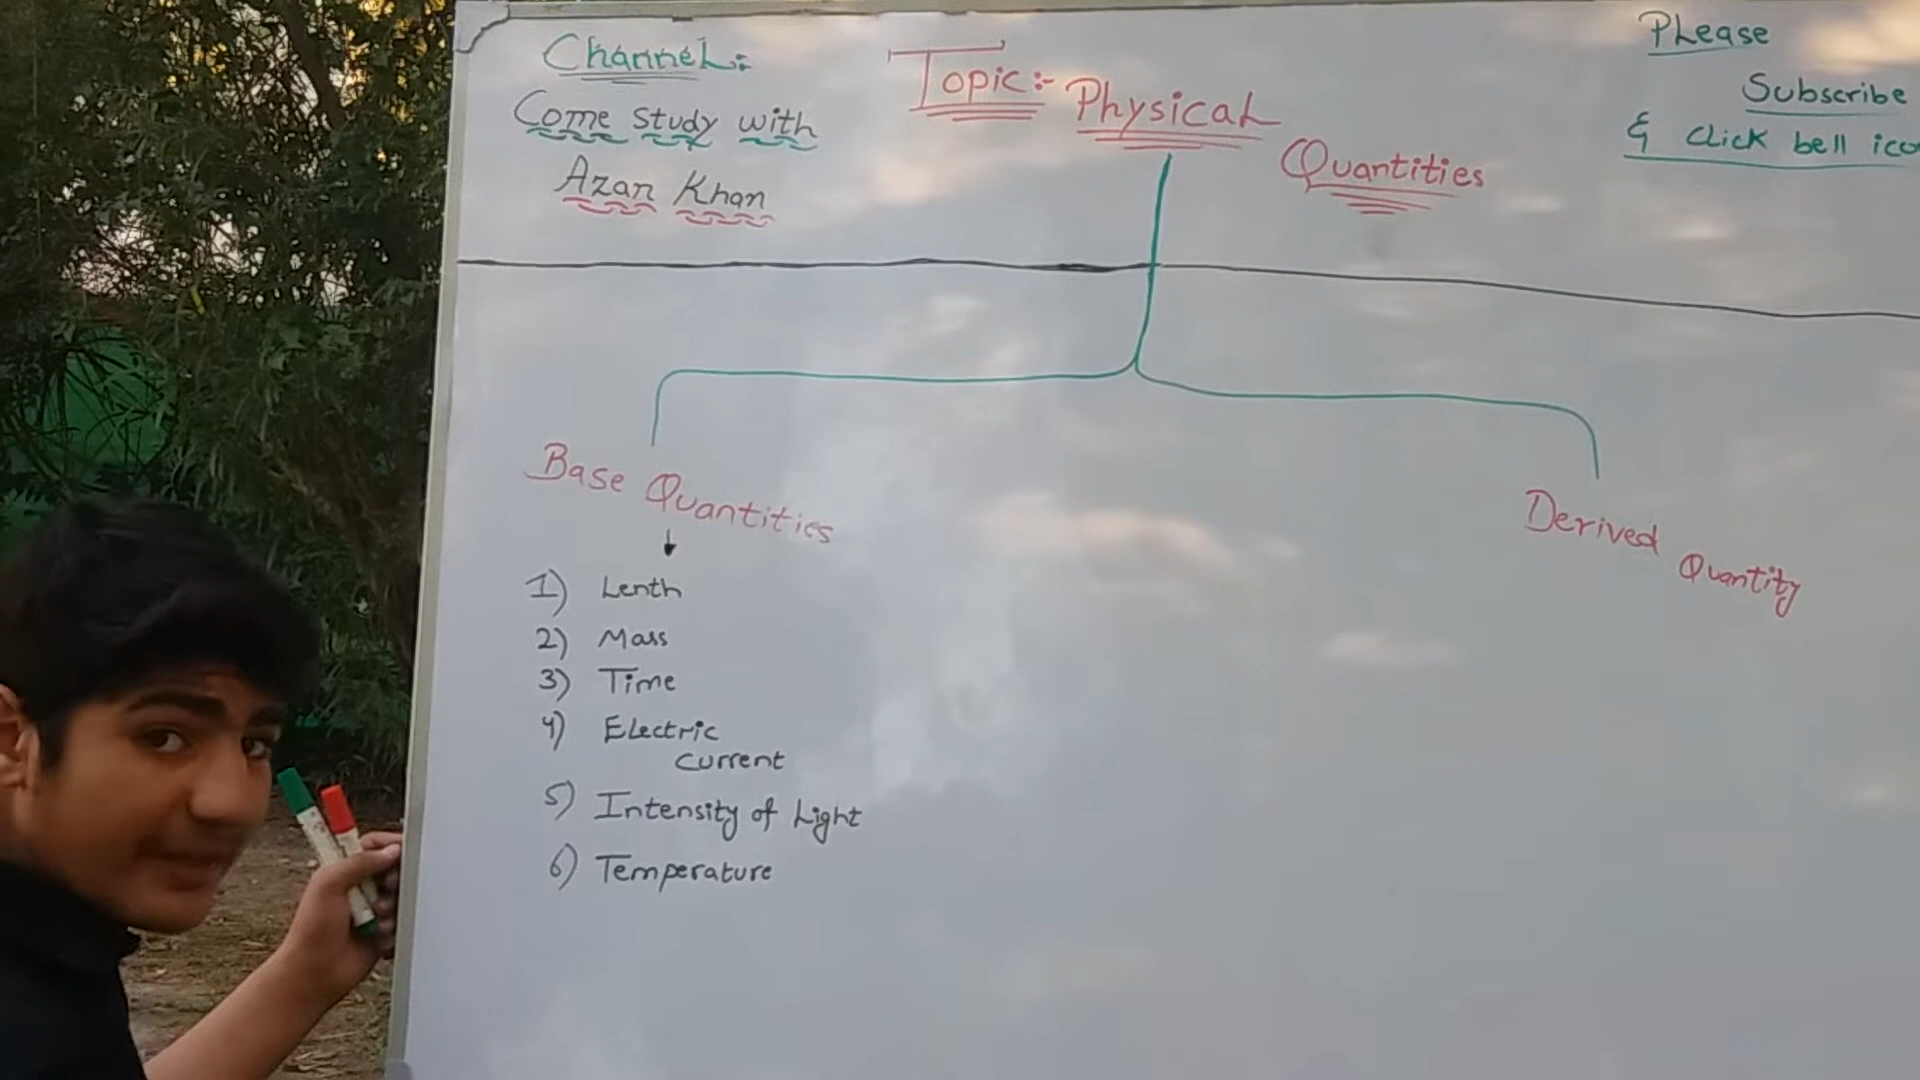 Channel:-
Come Study with
Azan Khan
Topic:- Physical
Quantities
Please
Subscribe
& Click bell ico
Base Quantities
1) Lenth
2) Mass
3) Time
4) Electric
current
5) Intensity of Light
6) Temperature
Derived
Quantity